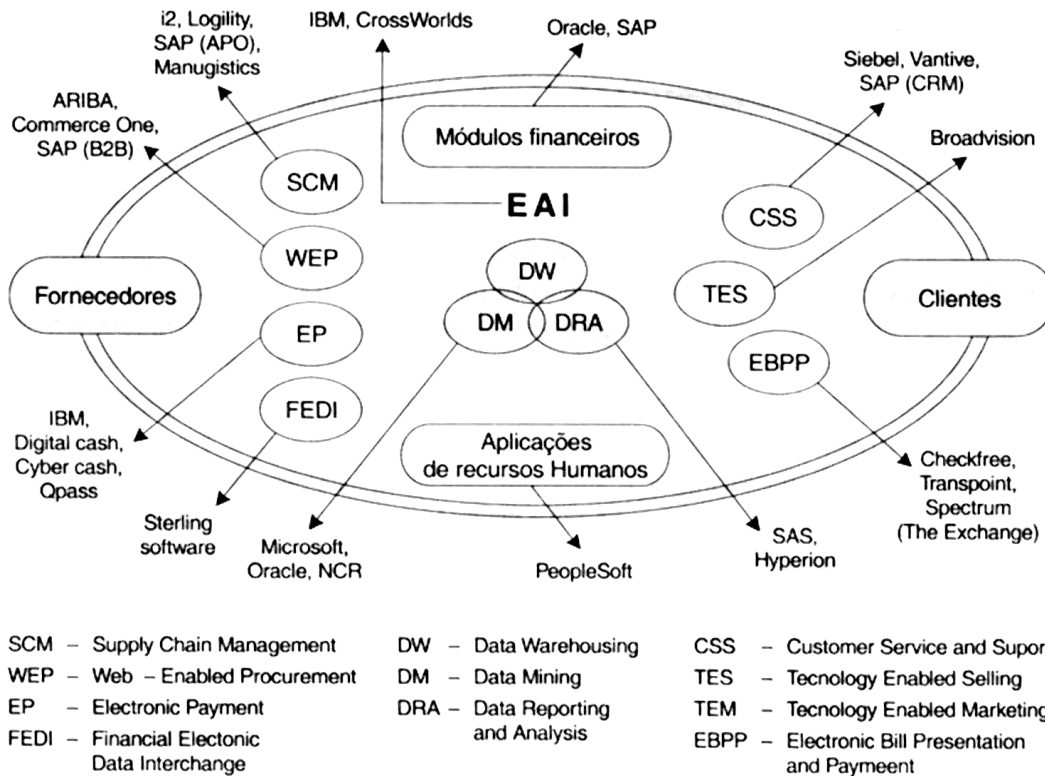 i2, Logility,
SAP (APO),
Manugistics
IBM, CrossWorlds
Oracle, SAP
Siebel, Vantive,
SAP (CRM)
ARIBA,
Commerce One,
SAP (B2B)
Broadvision
Módulos financeiros
SCM
EAI
CSS
WEP
DW
Fornecedores
TES
Clientes
EP
DM
DRA
EBPP
FEDI
IBM,
Digital cash,
Cyber cash,
Qpass
Aplicações
de recursos Humanos
Checkfree,
Transpoint,
Spectrum
(The Exchange)
Sterling
software
Microsoft,
Oracle, NCR
PeopleSoft
SAS,
Hyperion
SCM – Supply Chain Management
WEP – Web – Enabled Procurement
EP – Electronic Payment
FEDI – Financial Electonic
Data Interchange
DW – Data Warehousing
DM – Data Mining
DRA – Data Reporting
and Analysis
CSS – Customer Service and Supor
TES – Tecnology Enabled Selling
TEM – Tecnology Enabled Marketing
EBPP – Electronic Bill Presentation
and Paymeent